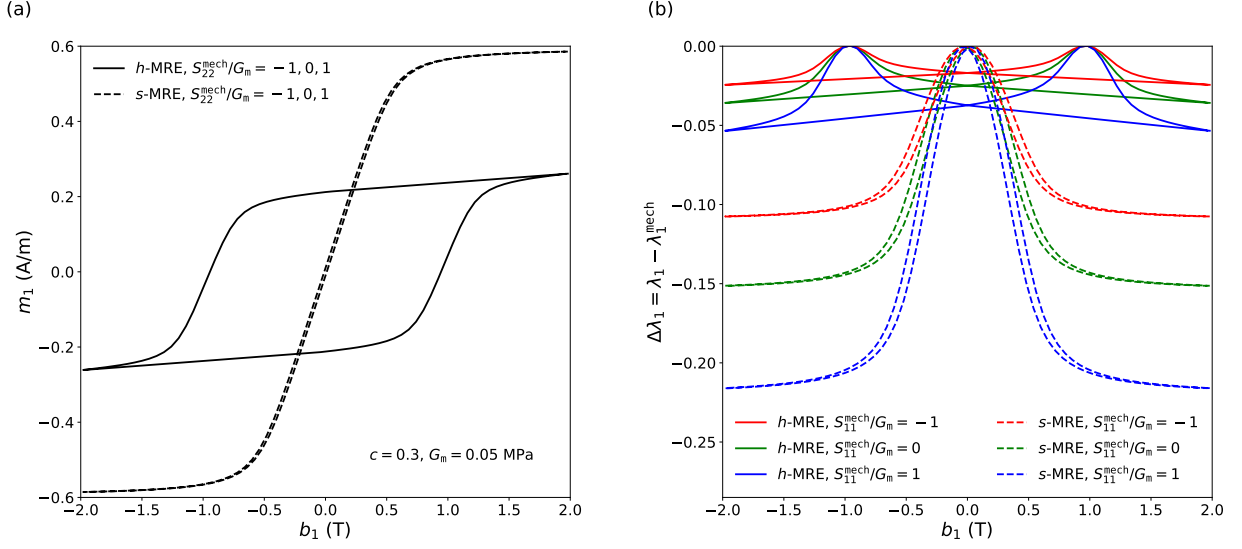 (a)
0.6
0.4
0.2
0.0
−0.2
−0.4
−0.6
m₁ (A/m)
h-MRE, S₂₂ᵐᵉᶜʰ/Gₘ = −1, 0, 1
s-MRE, S₂₂ᵐᵉᶜʰ/Gₘ = −1, 0, 1
c = 0.3, Gₘ = 0.05 MPa
−2.0 −1.5 −1.0 −0.5 0.0 0.5 1.0 1.5 2.0
b₁ (T)
(b)
0.00
−0.05
−0.10
−0.15
−0.20
−0.25
Δλ₁ = λ₁ − λ₁ᵐᵉᶜʰ
h-MRE, S₁₁ᵐᵉᶜʰ/Gₘ = −1
h-MRE, S₁₁ᵐᵉᶜʰ/Gₘ = 0
h-MRE, S₁₁ᵐᵉᶜʰ/Gₘ = 1
s-MRE, S₁₁ᵐᵉᶜʰ/Gₘ = −1
s-MRE, S₁₁ᵐᵉᶜʰ/Gₘ = 0
s-MRE, S₁₁ᵐᵉᶜʰ/Gₘ = 1
−2.0 −1.5 −1.0 −0.5 0.0 0.5 1.0 1.5 2.0
b₁ (T)